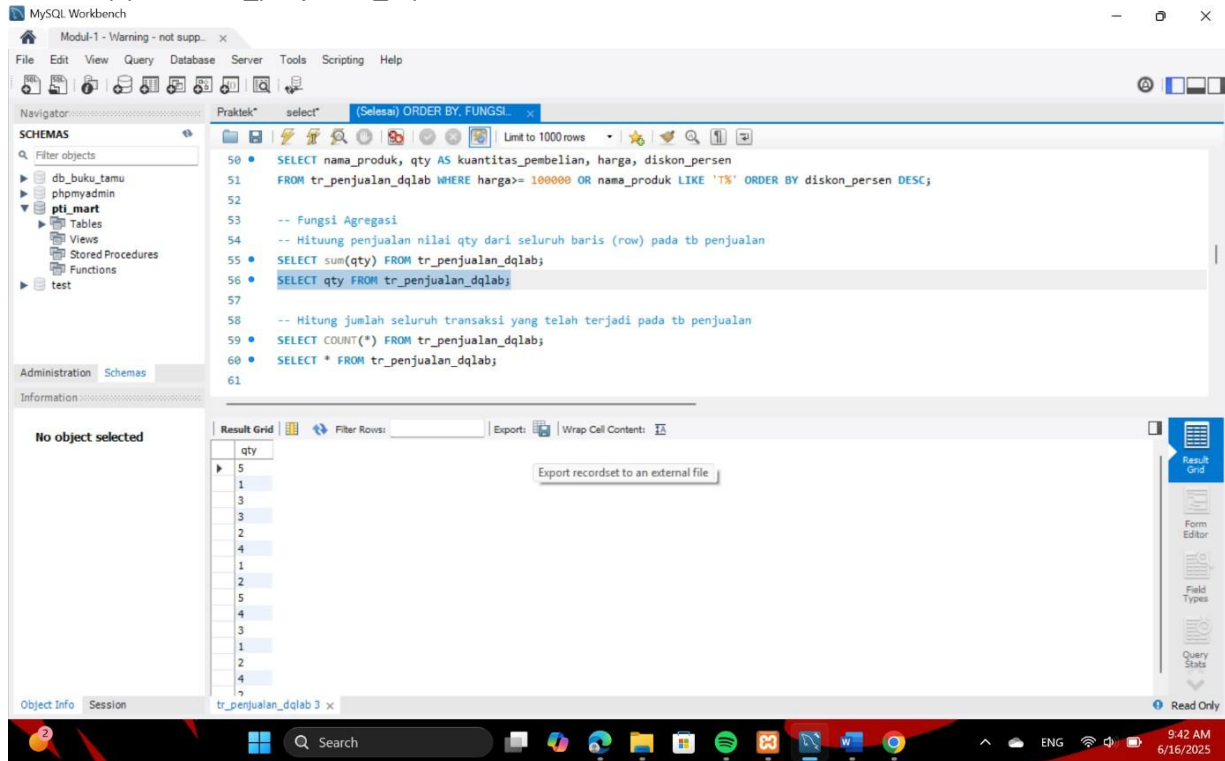 MySQL Workbench
Modul-1 - Warning - not supp...
File Edit View Query Database Server Tools Scripting Help
Navigator
SCHEMAS
Filter objects
db_buku_tamu
phpmyadmin
pti_mart
Tables
Views
Stored Procedures
Functions
test
Administration Schemas
Information
No object selected
Object Info Session
Praktek* select* (Selesai) ORDER BY, FUNGSI...
Limit to 1000 rows
50 SELECT nama_produk, qty AS kuantitas_pembelian, harga, diskon_persen
51 FROM tr_penjualan_dqlab WHERE harga>= 100000 OR nama_produk LIKE 'T%' ORDER BY diskon_persen DESC;
52
53 -- Fungsi Agregasi
54 -- Hituung penjualan nilai qty dari seluruh baris (row) pada tb penjualan
55 SELECT sum(qty) FROM tr_penjualan_dqlab;
56 SELECT qty FROM tr_penjualan_dqlab;
57
58 -- Hitung jumlah seluruh transaksi yang telah terjadi pada tb penjualan
59 SELECT COUNT(*) FROM tr_penjualan_dqlab;
60 SELECT * FROM tr_penjualan_dqlab;
61
Result Grid Filter Rows: Export: Wrap Cell Content:
Export recordset to an external file
qty
5
1
3
3
2
4
1
2
5
4
3
1
2
4
2
Result
Grid
Form
Editor
Field
Types
Query
Stats
tr_penjualan_dqlab 3
Read Only
2
Search
ENG
9:42 AM
6/16/2025